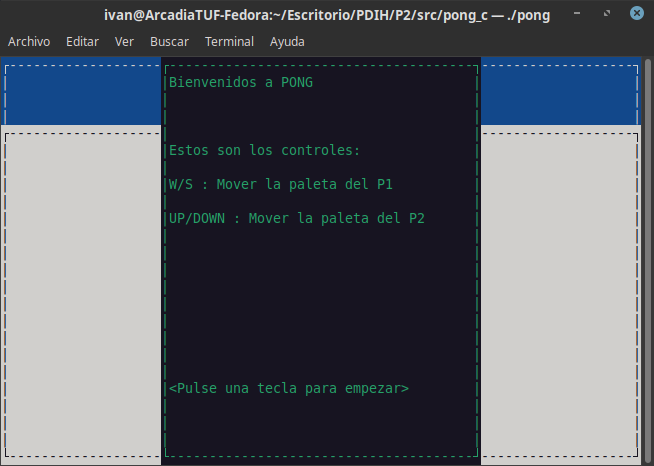 ivan@ArcadiaTUF-Fedora:~/Escritorio/PDIH/P2/src/pong_c — ./pong
Archivo Editar Ver Buscar Terminal Ayuda
Bienvenidos a PONG
Estos son los controles:
W/S : Mover la paleta del P1
UP/DOWN : Mover la paleta del P2
<Pulse una tecla para empezar>